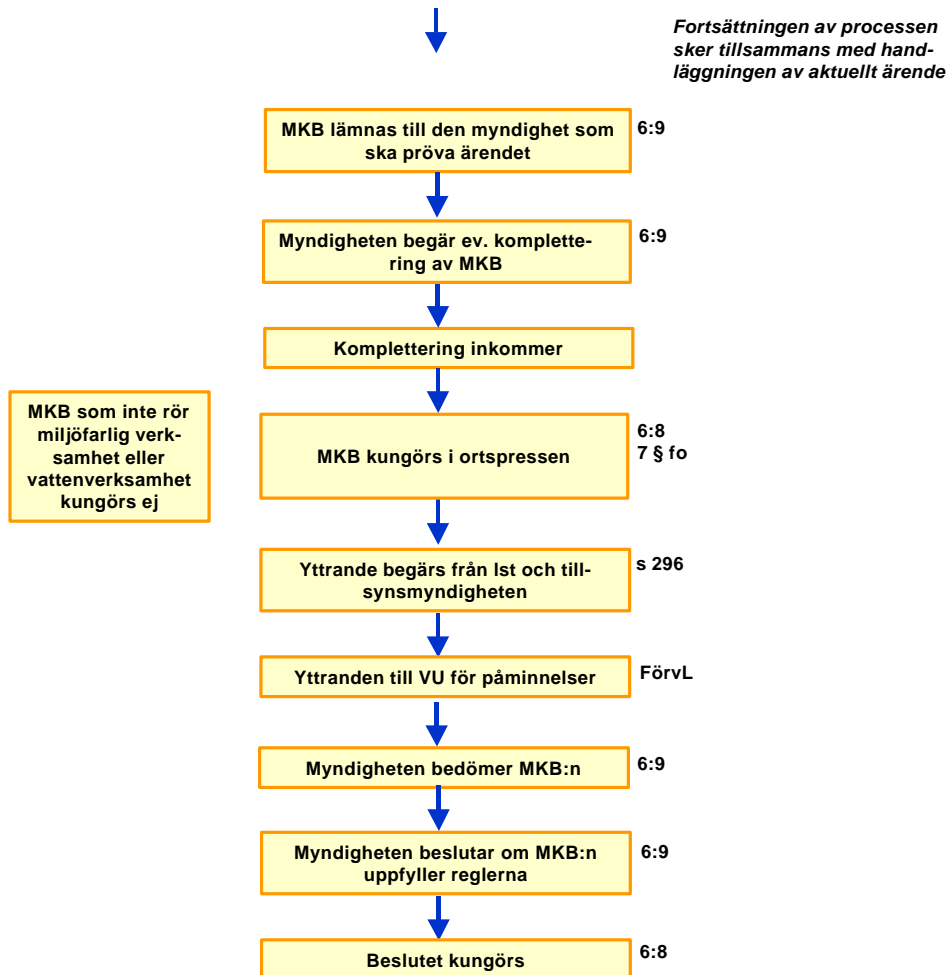 Fortsättningen av processen
sker tillsammans med hand-
läggningen av aktuellt ärende
MKB lämnas till den myndighet som
ska pröva ärendet
6:9
Myndigheten begär ev. komplette-
ring av MKB
6:9
Komplettering inkommer
MKB som inte rör
miljöfarlig verk-
samhet eller
vattenverksamhet
kungörs ej
MKB kungörs i ortspressen
6:8
7 § fo
Yttrande begärs från lst och till-
synsmyndigheten
s 296
Yttranden till VU för påminnelser
FörvL
Myndigheten bedömer MKB:n
6:9
Myndigheten beslutar om MKB:n
uppfyller reglerna
6:9
Beslutet kungörs
6:8